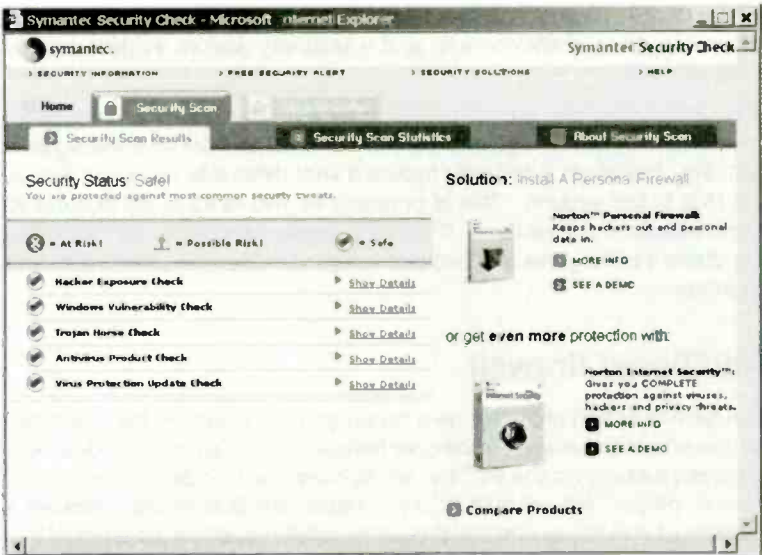 Symantec Security Check - Microsoft Internet Explorer
symantec.
Symantec Security Check
> SECURITY INFORMATION > FREE SECURITY ALERT > SECURITY SOLUTIONS > HELP
Home Security Scan
Security Scan Results Security Scan Statistics About Security Scan
Security Status: Safe!
You are protected against most common security threats.
= At Risk! = Possible Risk! = Safe
Hacker Exposure Check Show Details
Windows Vulnerability Check Show Details
Trojan Horse Check Show Details
Antivirus Product Check Show Details
Virus Protection Update Check Show Details
Solution: Install A Personal Firewall
Norton™ Personal Firewall:
Keeps hackers out and personal
data in.
MORE INFO
SEE A DEMO
or get even more protection with:
Norton Internet Security™:
Gives you COMPLETE
protection against viruses,
hackers and privacy threats.
Internet Security
MORE INFO
SEE A DEMO
Compare Products